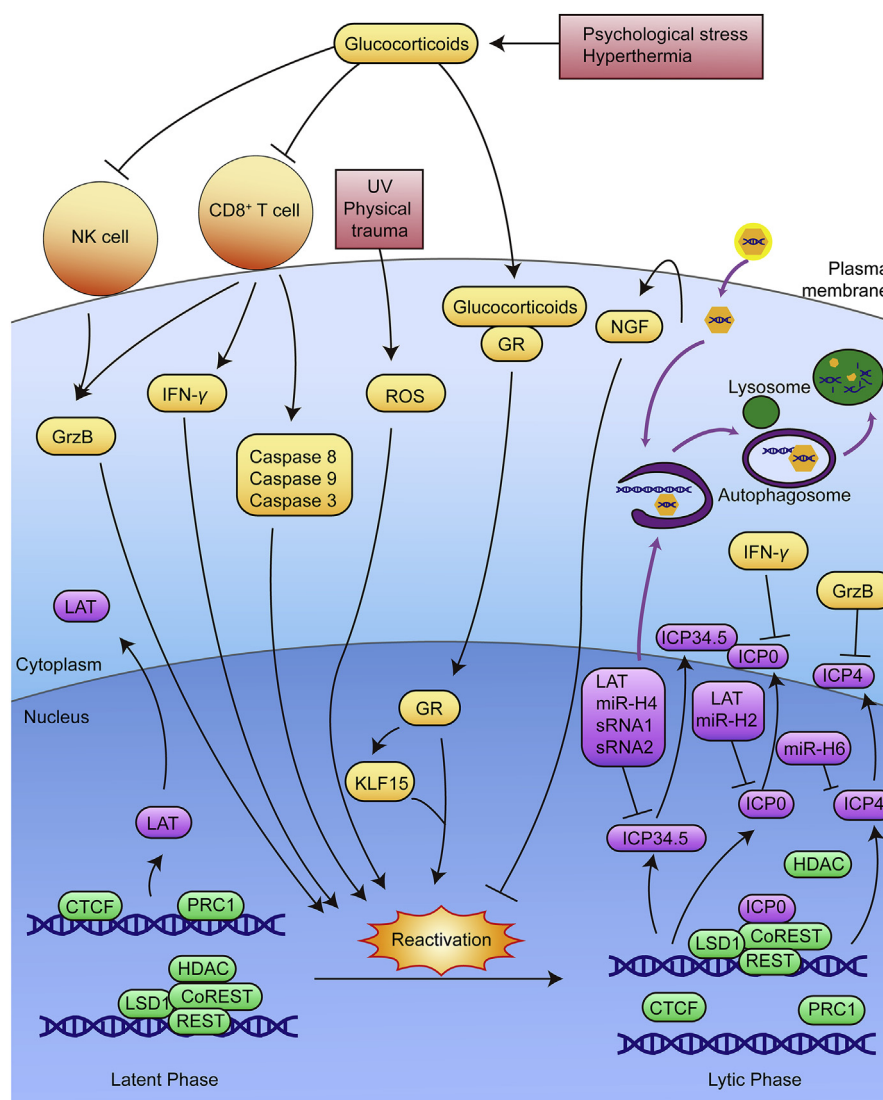 Glucocorticoids
Psychological stress
Hyperthermia
NK cell
CD8⁺ T cell
UV
Physical
trauma
Plasma
membrane
Glucocorticoids
GR
NGF
GrzB
IFN-γ
ROS
Caspase 8
Caspase 9
Caspase 3
Lysosome
Autophagosome
IFN-γ
GrzB
LAT
ICP34.5
ICP0
ICP4
Cytoplasm
Nucleus
LAT
miR-H4
sRNA1
sRNA2
LAT
miR-H2
miR-H6
GR
KLF15
LAT
ICP34.5
ICP0
ICP4
HDAC
CTCF
PRC1
Reactivation
ICP0
LSD1
CoREST
REST
HDAC
LSD1
CoREST
REST
CTCF
PRC1
Latent Phase
Lytic Phase